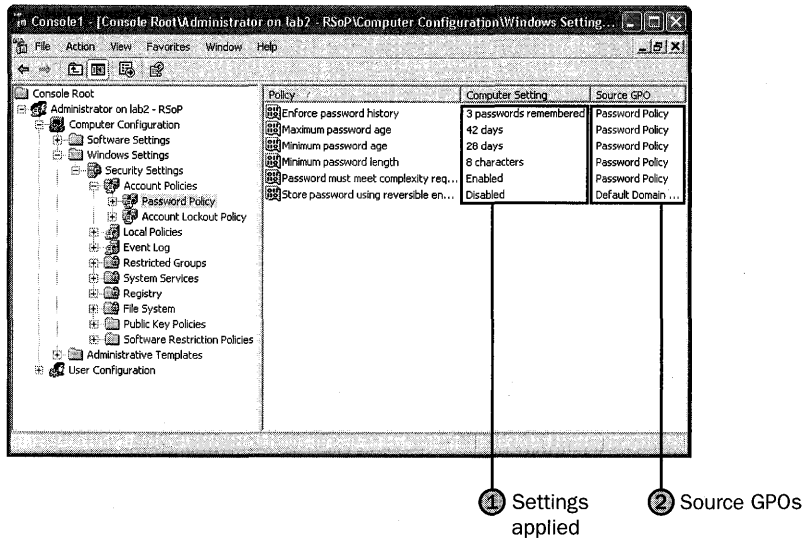 Console1 - [Console Root\Administrator on lab2 - RSoP\Computer Configuration\Windows Setting...
File Action View Favorites Window Help
Console Root
Administrator on lab2 - RSoP
Computer Configuration
Software Settings
Windows Settings
Security Settings
Account Policies
Password Policy
Account Lockout Policy
Local Policies
Event Log
Restricted Groups
System Services
Registry
File System
Public Key Policies
Software Restriction Policies
Administrative Templates
User Configuration
Policy Computer Setting Source GPO
Enforce password history 3 passwords remembered Password Policy
Maximum password age 42 days Password Policy
Minimum password age 28 days Password Policy
Minimum password length 8 characters Password Policy
Password must meet complexity req... Enabled Password Policy
Store password using reversible en... Disabled Default Domain ...
1 Settings applied
2 Source GPOs